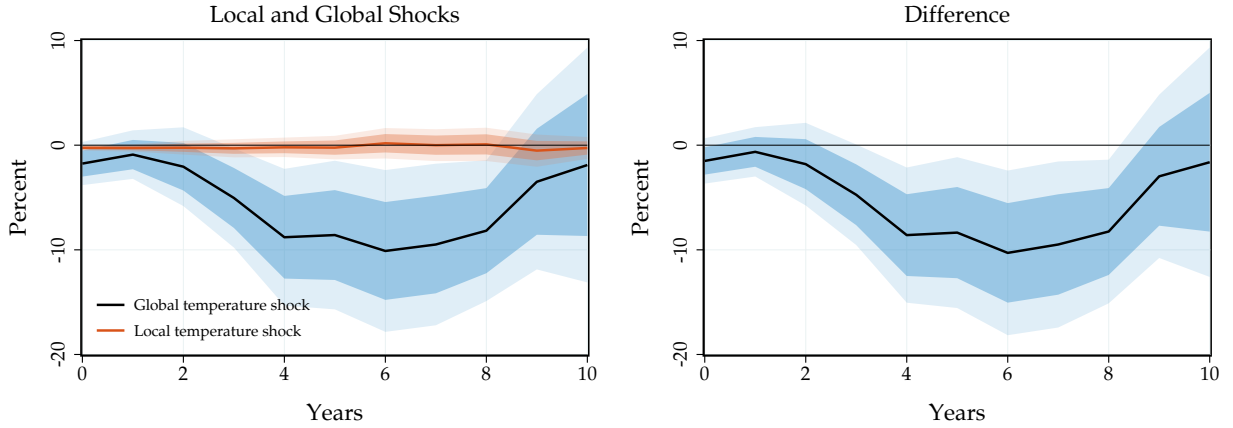 Local and Global Shocks
Difference
10
0
-10
-20
Percent
Global temperature shock
Local temperature shock
0 2 4 6 8 10
Years
10
0
-10
-20
Percent
0 2 4 6 8 10
Years